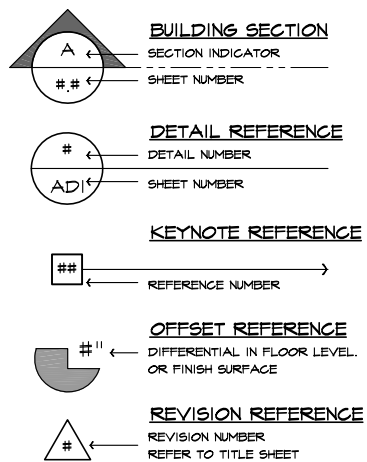 BUILDING SECTION
A
SECTION INDICATOR
#.#
SHEET NUMBER
DETAIL REFERENCE
#
DETAIL NUMBER
AD1
SHEET NUMBER
KEYNOTE REFERENCE
##
REFERENCE NUMBER
OFFSET REFERENCE
#"
DIFFERENTIAL IN FLOOR LEVEL.
OR FINISH SURFACE
REVISION REFERENCE
REVISION NUMBER
#
REFER TO TITLE SHEET